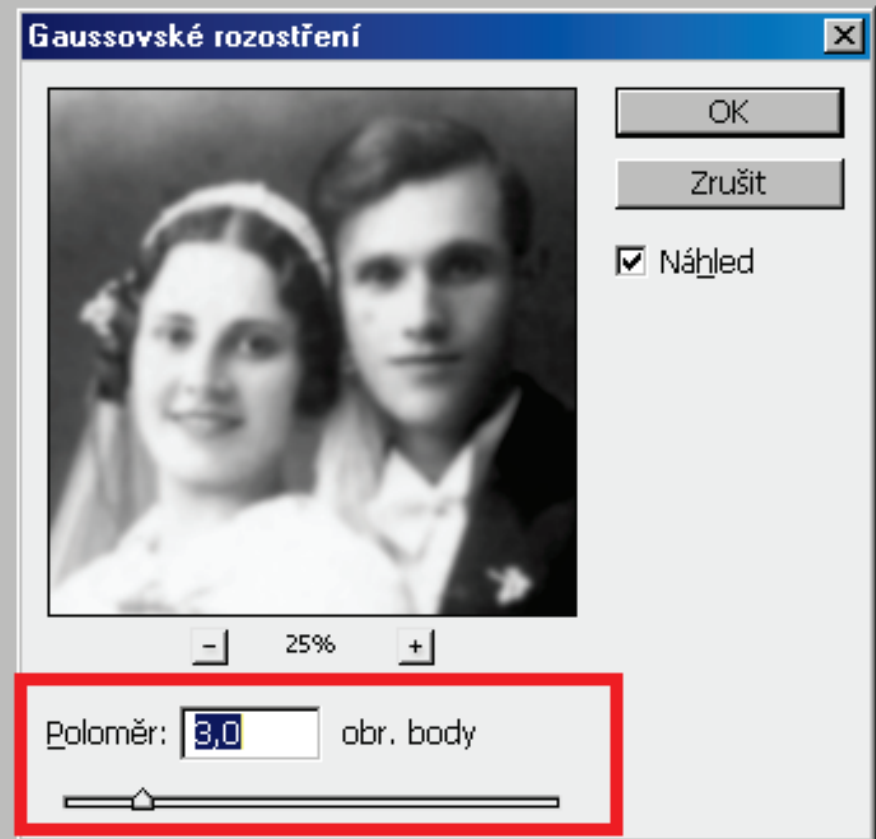 Gaussovské rozostření
OK
Zrušit
Náhled
25%
Poloměr: 3,0 obr. body